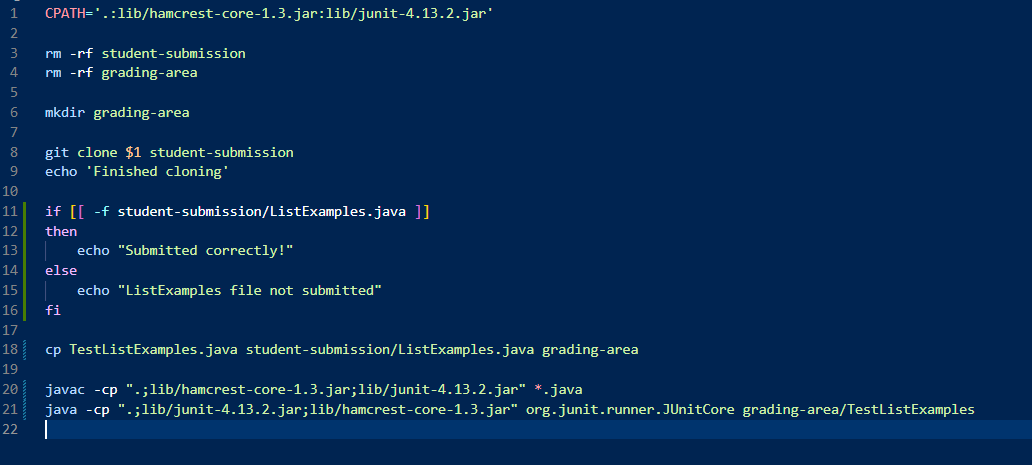 1 CPATH='.:lib/hamcrest-core-1.3.jar:lib/junit-4.13.2.jar'
2
3 rm -rf student-submission
4 rm -rf grading-area
5
6 mkdir grading-area
7
8 git clone $1 student-submission
9 echo 'Finished cloning'
10
11 if [[ -f student-submission/ListExamples.java ]]
12 then
13     echo "Submitted correctly!"
14 else
15     echo "ListExamples file not submitted"
16 fi
17
18 cp TestListExamples.java student-submission/ListExamples.java grading-area
19
20 javac -cp ".;lib/hamcrest-core-1.3.jar;lib/junit-4.13.2.jar" *.java
21 java -cp ".;lib/junit-4.13.2.jar;lib/hamcrest-core-1.3.jar" org.junit.runner.JUnitCore grading-area/TestListExamples
22